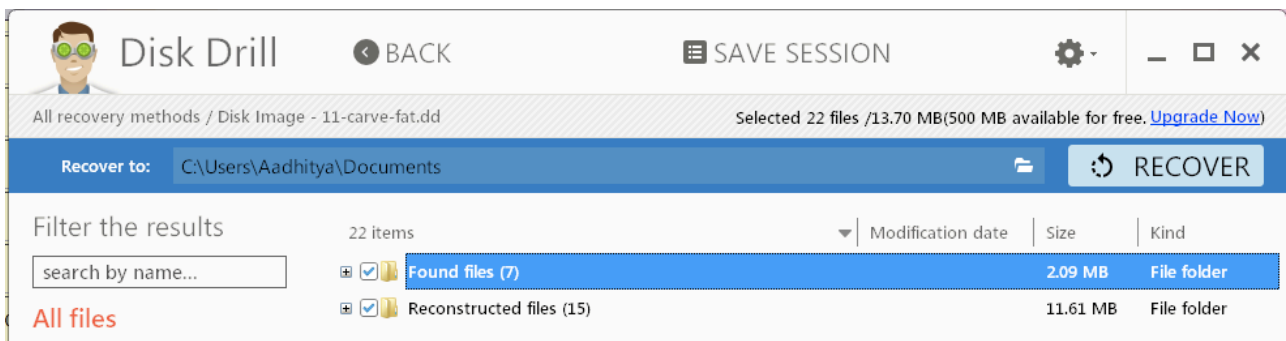 Disk Drill BACK SAVE SESSION
All recovery methods / Disk Image - 11-carve-fat.dd Selected 22 files /13.70 MB(500 MB available for free. Upgrade Now)
Recover to: C:\Users\Aadhitya\Documents RECOVER
Filter the results 22 items Modification date Size Kind
search by name... Found files (7) 2.09 MB File folder
All files Reconstructed files (15) 11.61 MB File folder